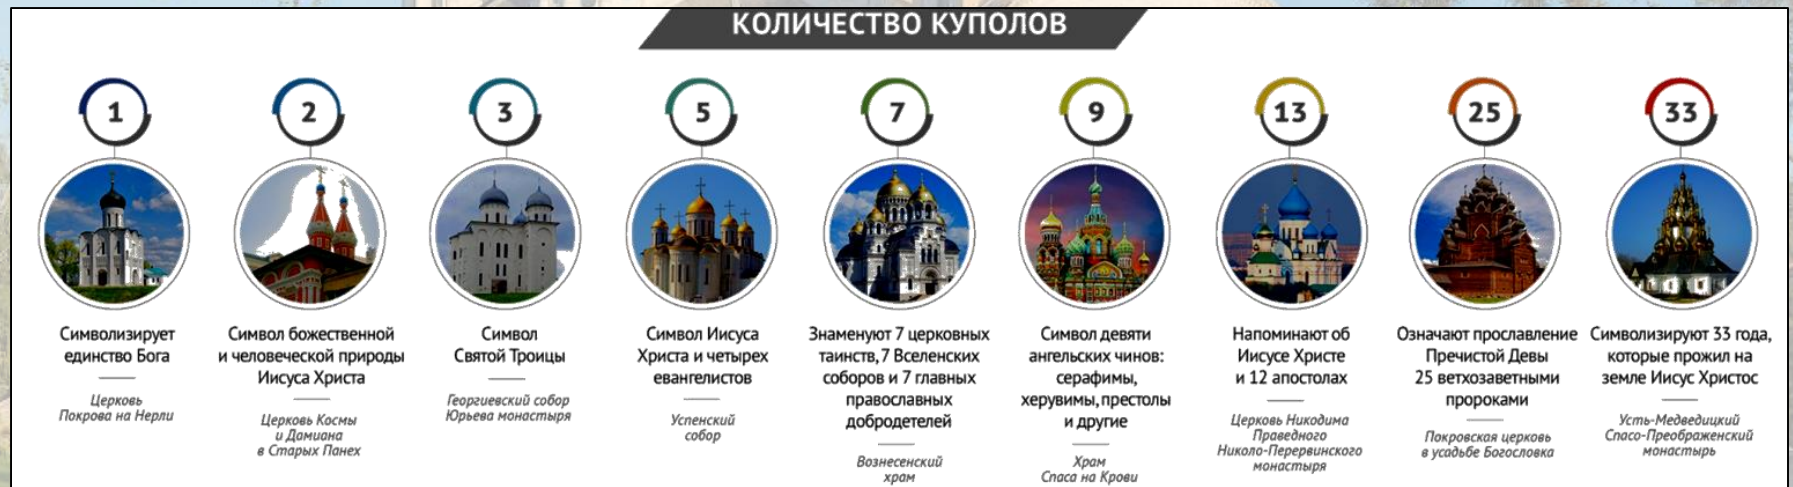 КОЛИЧЕСТВО КУПОЛОВ
1
Символизирует
единство Бога
Церковь
Покрова на Нерли
2
Символ божественной
и человеческой природы
Иисуса Христа
Церковь Космы
и Дамиана
в Старых Панех
3
Символ
Святой Троицы
Георгиевский собор
Юрьева монастыря
5
Символ Иисуса
Христа и четырех
евангелистов
Успенский
собор
7
Знаменуют 7 церковных
таинств, 7 Вселенских
соборов и 7 главных
православных
добродетелей
Вознесенский
храм
9
Символ девяти
ангельских чинов:
серафимы,
херувимы, престолы
и другие
Храм
Спаса на Крови
13
Напоминают об
Иисусе Христе
и 12 апостолах
Церковь Никодима
Праведного
Николо-Перервинского
монастыря
25
Означают прославление
Пречистой Девы
25 ветхозаветными
пророками
Покровская церковь
в усадьбе Богословка
33
Символизируют 33 года,
которые прожил на
земле Иисус Христос
Усть-Медведицкий
Спасо-Преображенский
монастырь